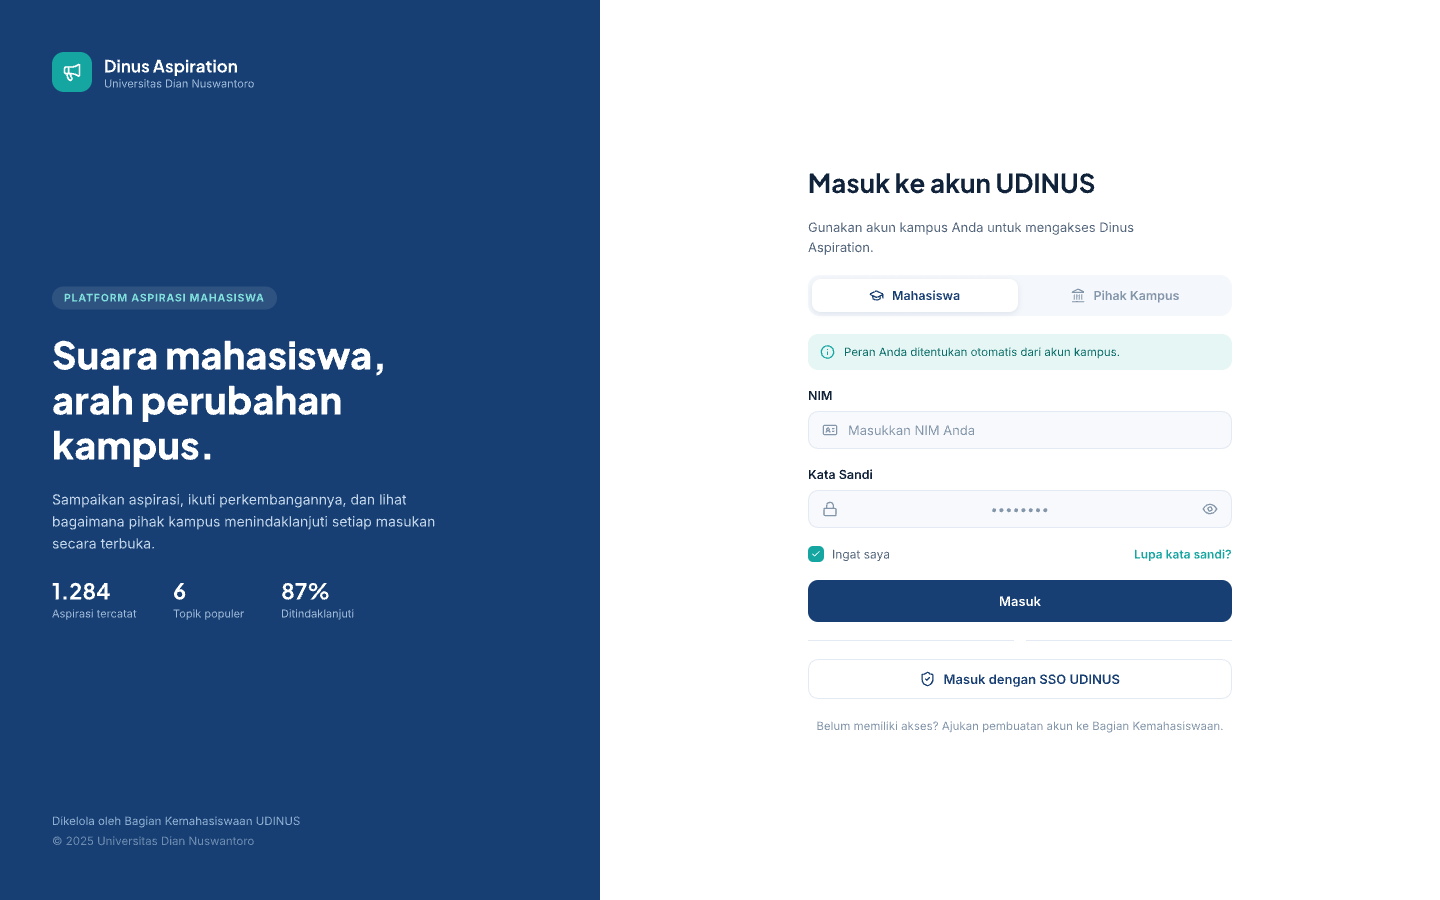 Dinus Aspiration
Universitas Dian Nuswantoro
PLATFORM ASPIRASI MAHASISWA
Suara mahasiswa,
arah perubahan
kampus.
Sampaikan aspirasi, ikuti perkembangannya, dan lihat
bagaimana pihak kampus menindaklanjuti setiap masukan
secara terbuka.
1.284
Aspirasi tercatat
6
Topik populer
87%
Ditindaklanjuti
Dikelola oleh Bagian Kemahasiswaan UDINUS
© 2025 Universitas Dian Nuswantoro
Masuk ke akun UDINUS
Gunakan akun kampus Anda untuk mengakses Dinus
Aspiration.
Mahasiswa
Pihak Kampus
Peran Anda ditentukan otomatis dari akun kampus.
NIM
Masukkan NIM Anda
Kata Sandi
••••••••
Ingat saya
Lupa kata sandi?
Masuk
Masuk dengan SSO UDINUS
Belum memiliki akses? Ajukan pembuatan akun ke Bagian Kemahasiswaan.